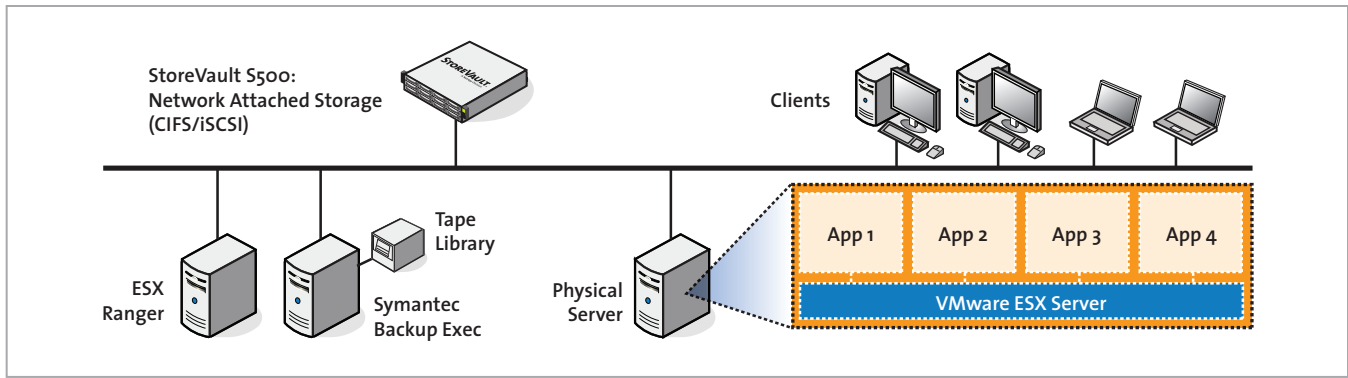 StoreVault S500:
Network Attached Storage
(CIFS/iSCSI)
STOREVAULT
Clients
Tape
Library
ESX
Ranger
Symantec
Backup Exec
Physical
Server
App 1
App 2
App 3
App 4
VMware ESX Server